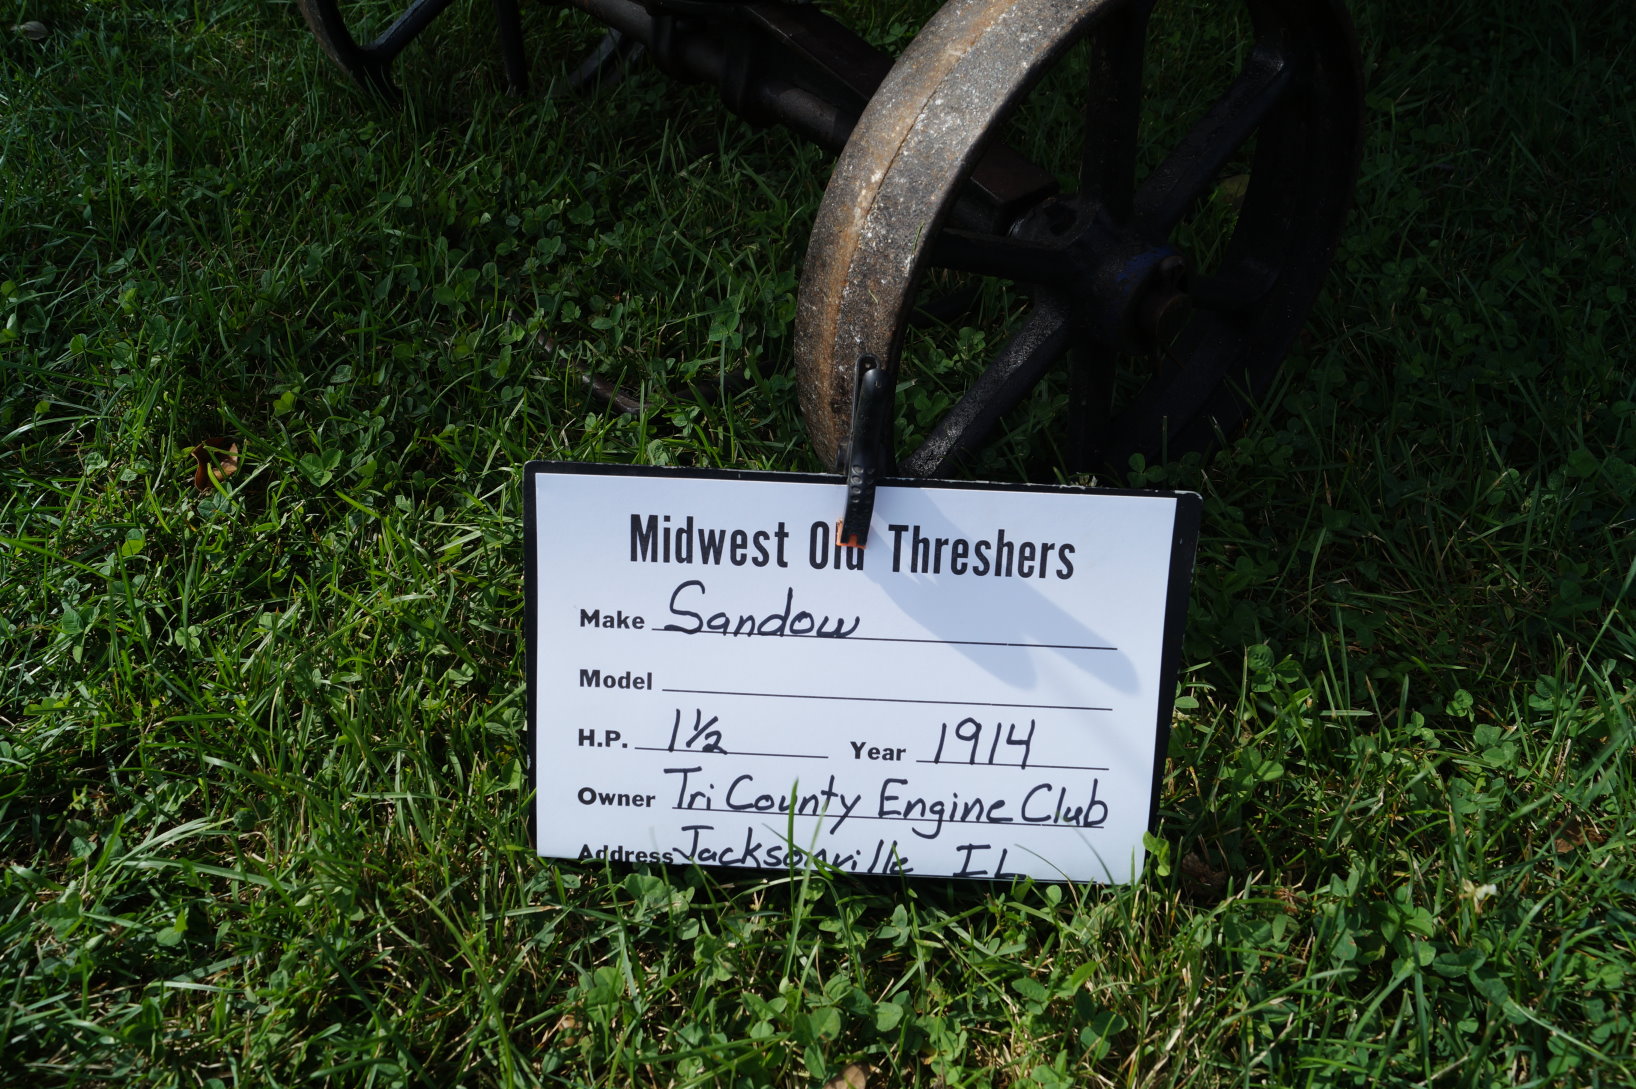 Midwest Old Threshers
Make Sandow
Model
H.P. 1½ Year 1914
Owner Tri County Engine Club
Address Jacksonville IL